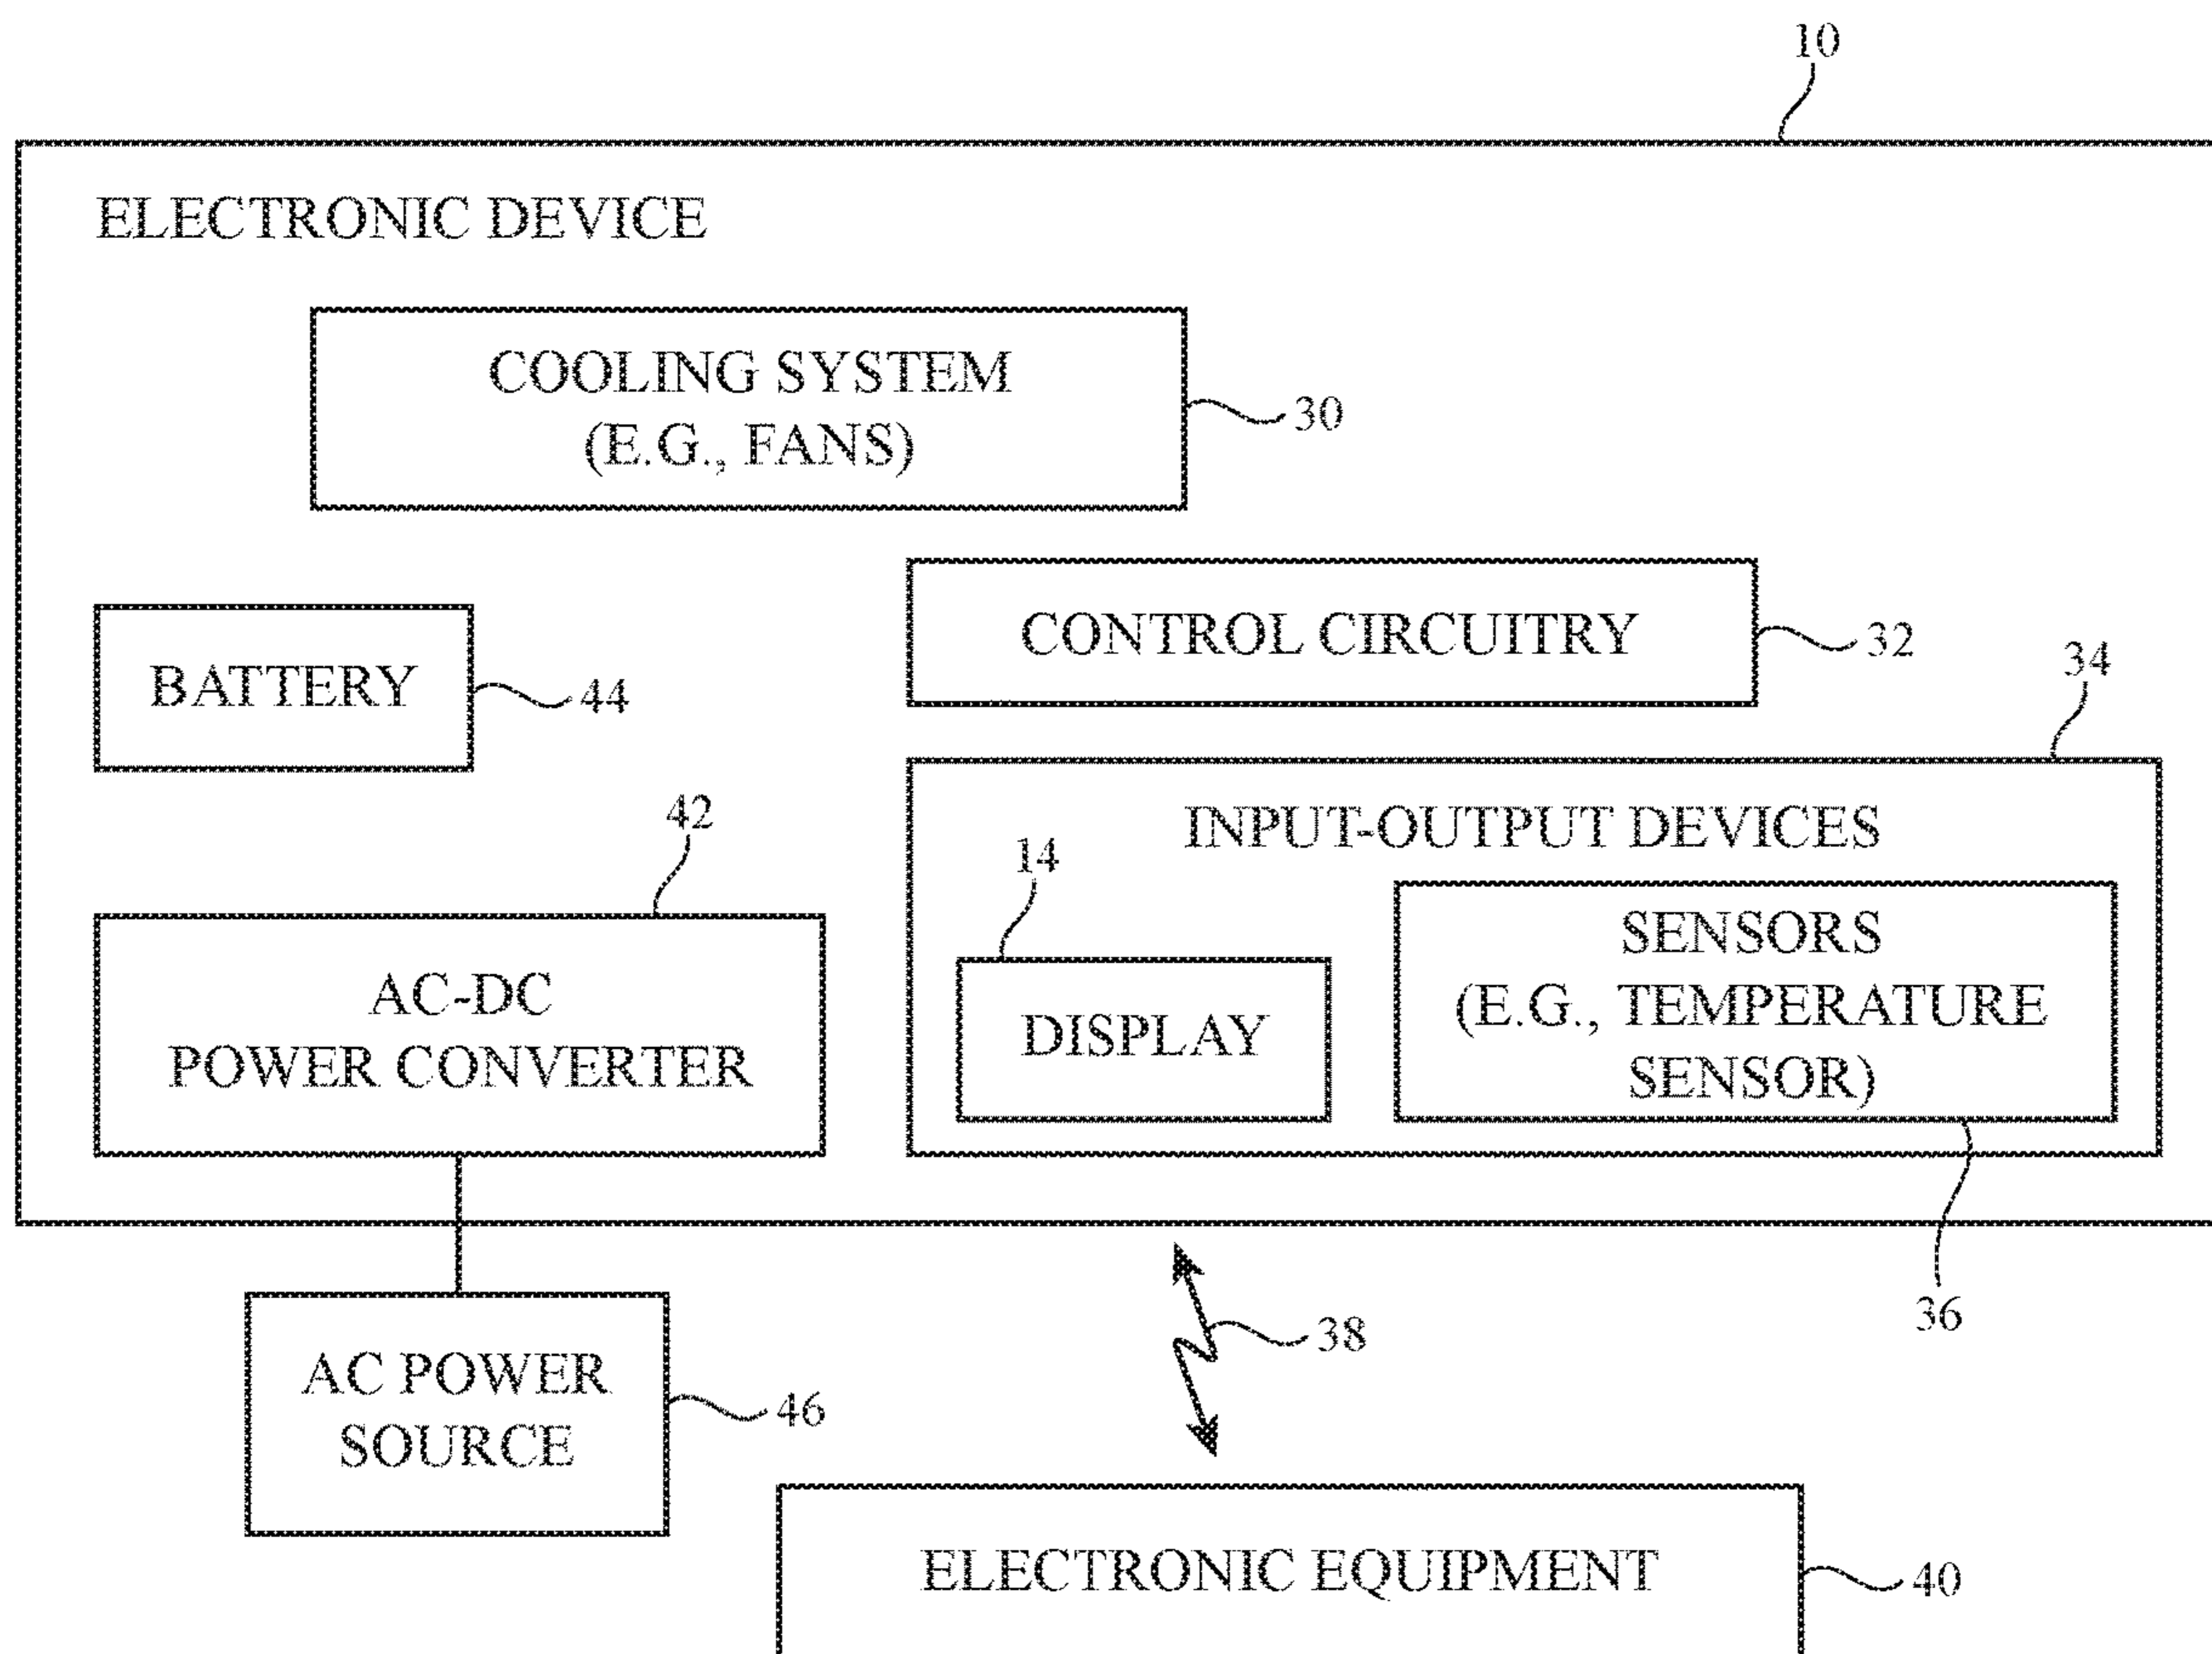 10
ELECTRONIC DEVICE
COOLING SYSTEM
(E.G., FANS)
30
CONTROL CIRCUITRY
32
BATTERY
44
34
INPUT-OUTPUT DEVICES
42
14
AC-DC
POWER CONVERTER
DISPLAY
SENSORS
(E.G., TEMPERATURE
SENSOR)
36
38
AC POWER
SOURCE
46
ELECTRONIC EQUIPMENT
40